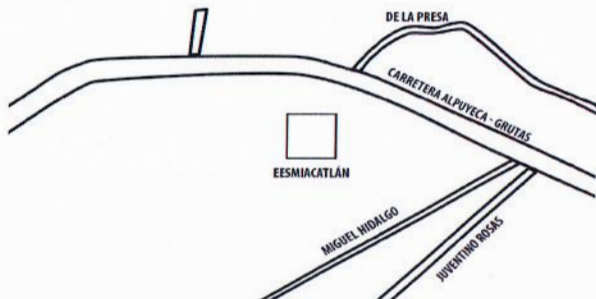 DE LA PRESA
CARRETERA ALPUYECA - GRUTAS
EESMIACATLÁN
MIGUEL HIDALGO
JUVENTINO ROSAS